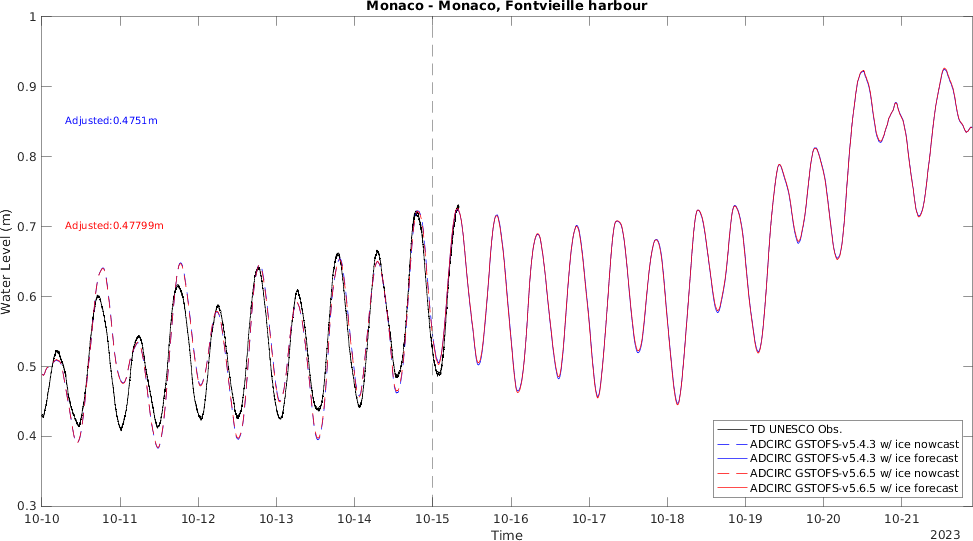 Monaco - Monaco, Fontvieille harbour
1
0.9
0.8
0.7
0.6
0.5
0.4
0.3
Water Level (m)
Adjusted:0.4751m
Adjusted:0.47799m
TD UNESCO Obs.
ADCIRC GSTOFS-v5.4.3 w/ ice nowcast
ADCIRC GSTOFS-v5.4.3 w/ ice forecast
ADCIRC GSTOFS-v5.6.5 w/ ice nowcast
ADCIRC GSTOFS-v5.6.5 w/ ice forecast
10-10 10-11 10-12 10-13 10-14 10-15 10-16 10-17 10-18 10-19 10-20 10-21
Time
2023